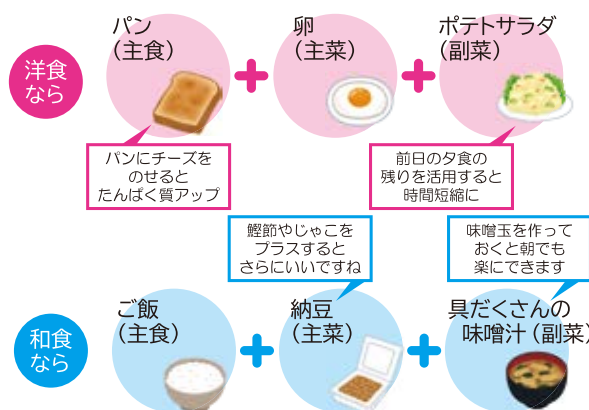 洋食
なら
パン
（主食）
卵
（主菜）
ポテトサラダ
（副菜）
パンにチーズを
のせると
たんぱく質アップ
前日の夕食の
残りを活用すると
時間短縮に
鰹節やじゃこを
プラスすると
さらにいいですね
味噌玉を作って
おくと朝でも
楽にできます
和食
なら
ご飯
（主食）
納豆
（主菜）
具だくさんの
味噌汁（副菜）